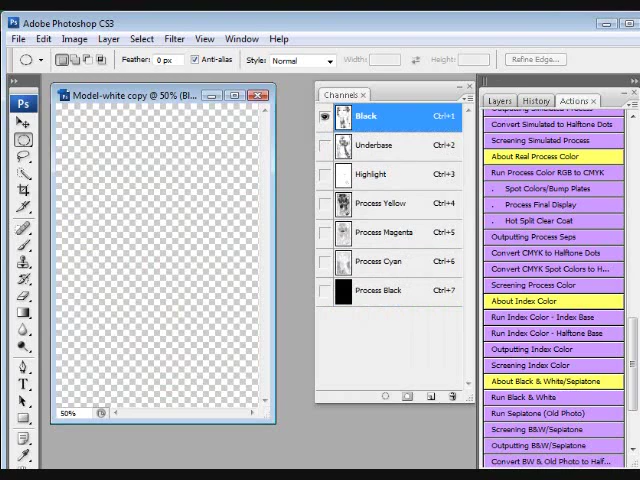 Ps Adobe Photoshop CS3
File Edit Image Layer Select Filter View Window Help
Feather: 0 px Anti-alias Style: Normal Width: Height: Refine Edge...
Ps
Model-white copy @ 50% (Bl...
50%
Channels x
Black Ctrl+1
Underbase Ctrl+2
Highlight Ctrl+3
Process Yellow Ctrl+4
Process Magenta Ctrl+5
Process Cyan Ctrl+6
Process Black Ctrl+7
Layers History Actions x
Outputting Simulated Process
Convert Simulated to Halftone Dots
Screening Simulated Process
About Real Process Color
Run Process Color RGB to CMYK
. Spot Colors/Bump Plates
. Process Final Display
. Hot Split Clear Coat
Outputting Process Seps
Convert CMYK to Halftone Dots
Convert CMYK Spot Colors to H...
Screening Process Color
About Index Color
Run Index Color - Index Base
Run Index Color - Halftone Base
Outputting Index Color
Screening Index Color
About Black & White/Sepiatone
Run Black & White
Run Sepiatone (Old Photo)
Screening B&W/Sepiatone
Outputting B&W/Sepiatone
Convert BW & Old Photo to Half...